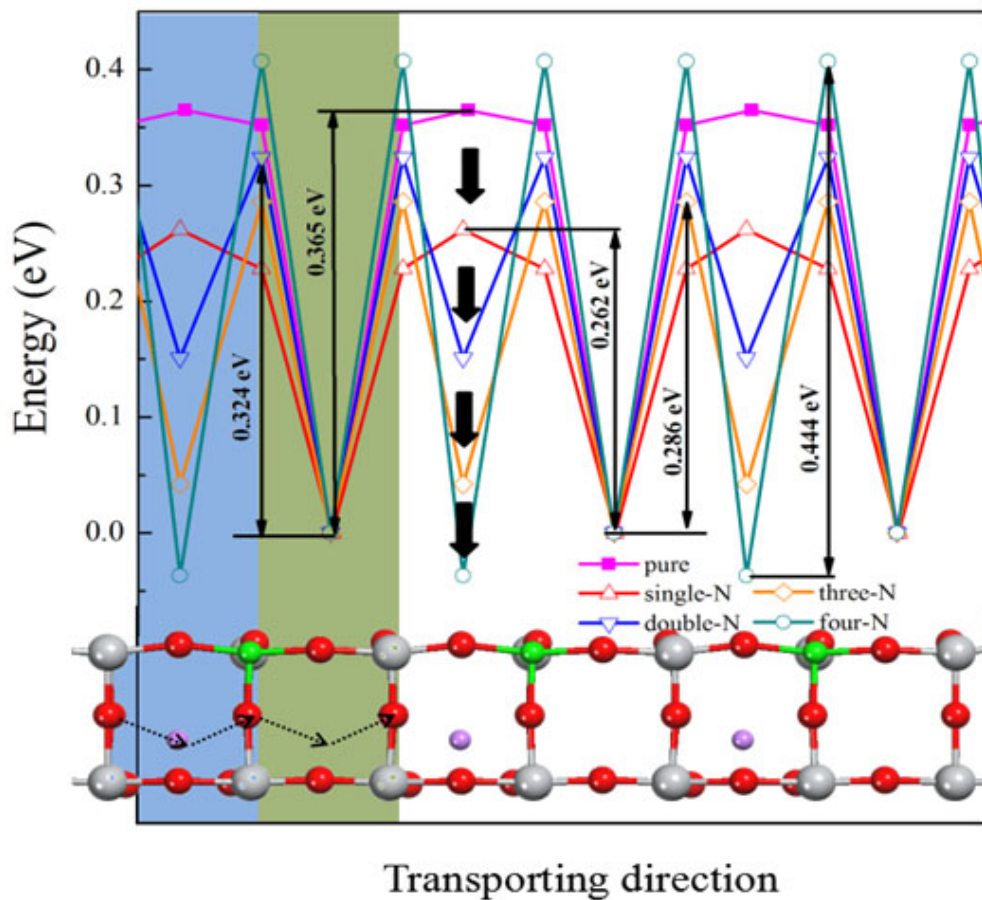 Energy (eV)
0.4
0.3
0.2
0.1
0.0
0.324 eV
0.365 eV
0.262 eV
0.286 eV
0.444 eV
pure
single-N
three-N
double-N
four-N
Transporting direction